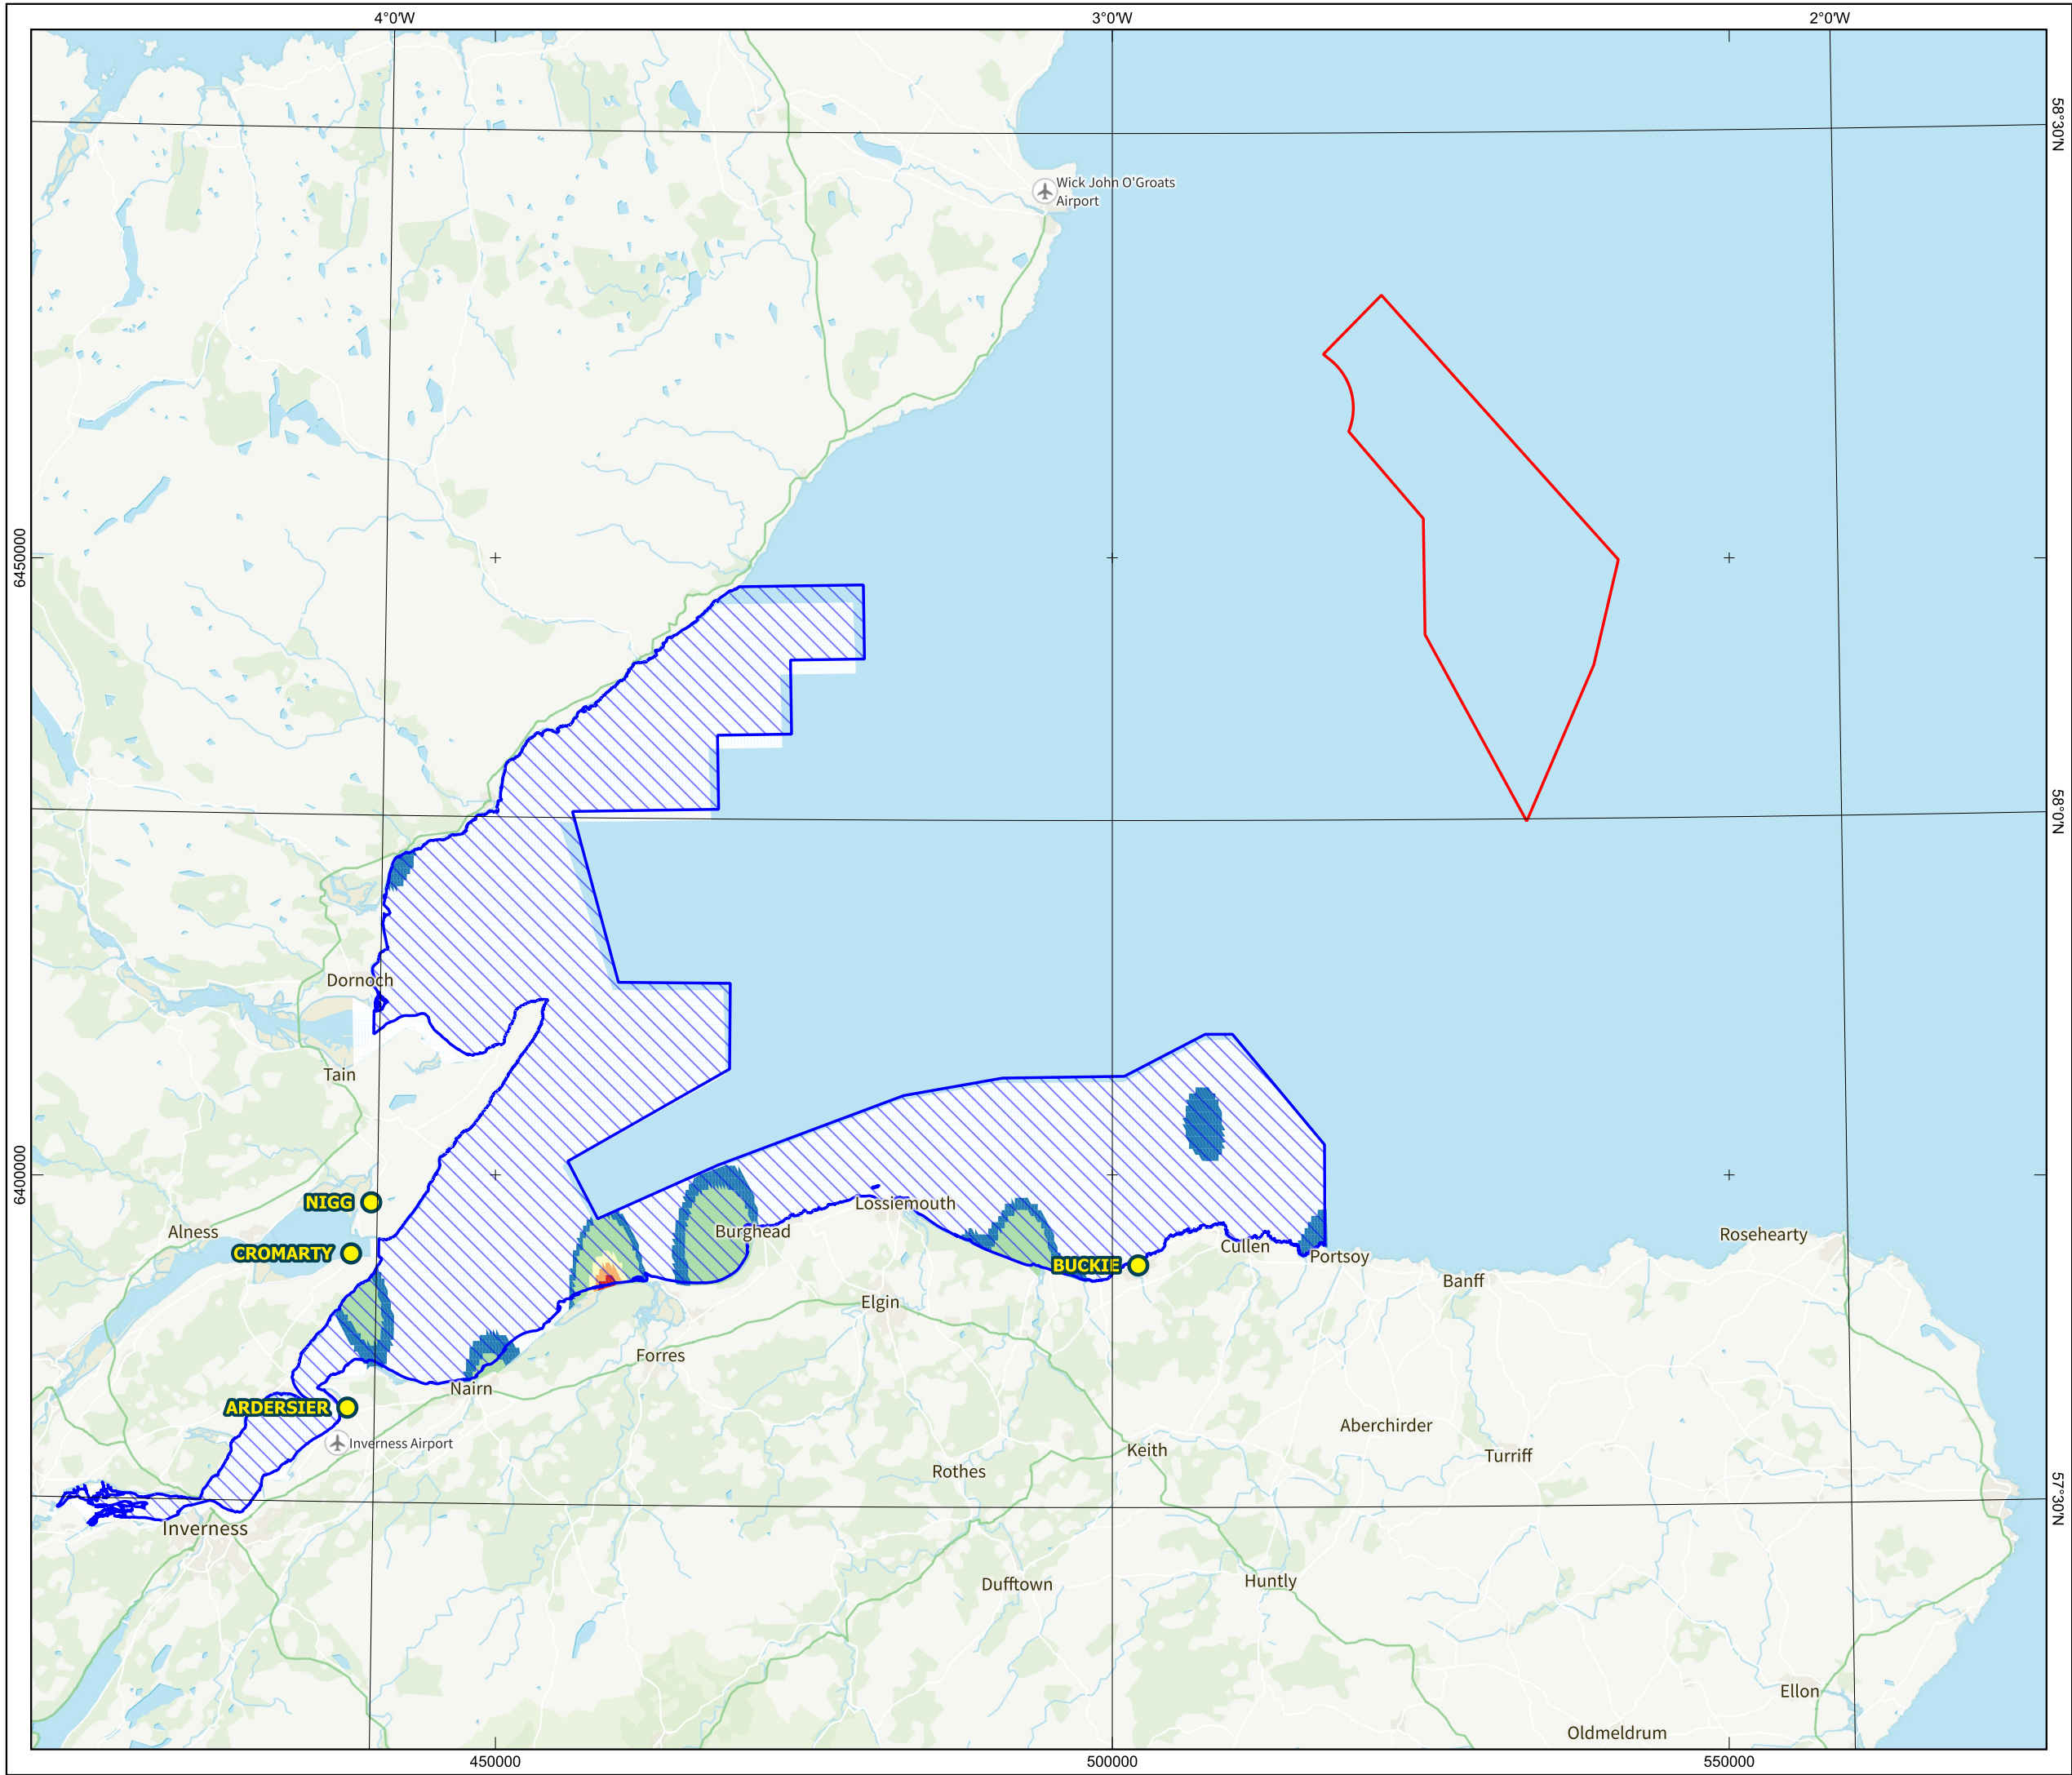 4°0'W
3°0'W
2°0'W
58°30'N
Wick John O'Groats
Airport
6450000
58°0'N
Dornoch
Tain
6400000
NIGG
Lossiemouth
Alness
Burghead
Rosehearty
CROMARTY
Cullen
Portsoy
BUCKIE
Banff
Elgin
Forres
Nairn
ARDERSIER
Aberchirder
Inverness Airport
Keith
Turriff
Rothes
57°30'N
Inverness
Huntly
Dufftown
Ellon
Oldmeldrum
450000
500000
550000